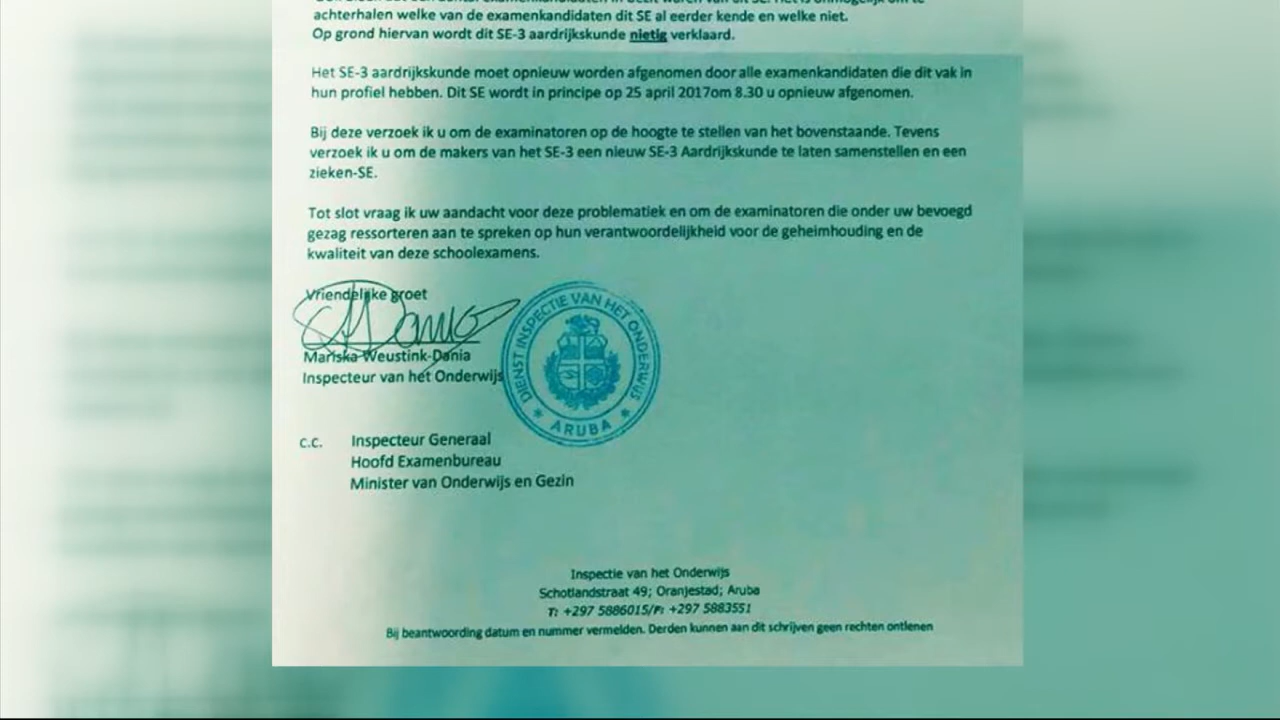 achterhalen welke van de examenkandidaten dit SE al eerder kende en welke niet.
Op grond hiervan wordt dit SE-3 aardrijkskunde nietig verklaard.
Het SE-3 aardrijkskunde moet opnieuw worden afgenomen door alle examenkandidaten die dit vak in
hun profiel hebben. Dit SE wordt in principe op 25 april 2017om 8.30 u opnieuw afgenomen.
Bij deze verzoek ik u om de examinatoren op de hoogte te stellen van het bovenstaande. Tevens
verzoek ik u om de makers van het SE-3 een nieuw SE-3 Aardrijkskunde te laten samenstellen en een
zieken-SE.
Tot slot vraag ik uw aandacht voor deze problematiek en om de examinatoren die onder uw bevoegd
gezag ressorteren aan te spreken op hun verantwoordelijkheid voor de geheimhouding en de
kwaliteit van deze schoolexamens.
Vriendelijke groet
Mariska Weustink-Dania
Inspecteur van het Onderwijs
DIENST INSPECTIE VAN HET ONDERWIJS
* ARUBA *
c.c. Inspecteur Generaal
Hoofd Examenbureau
Minister van Onderwijs en Gezin
Inspectie van het Onderwijs
Schotlandstraat 49; Oranjestad; Aruba
T: +297 5886015/F: +297 5883551
Bij beantwoording datum en nummer vermelden. Derden kunnen aan dit schrijven geen rechten ontlenen